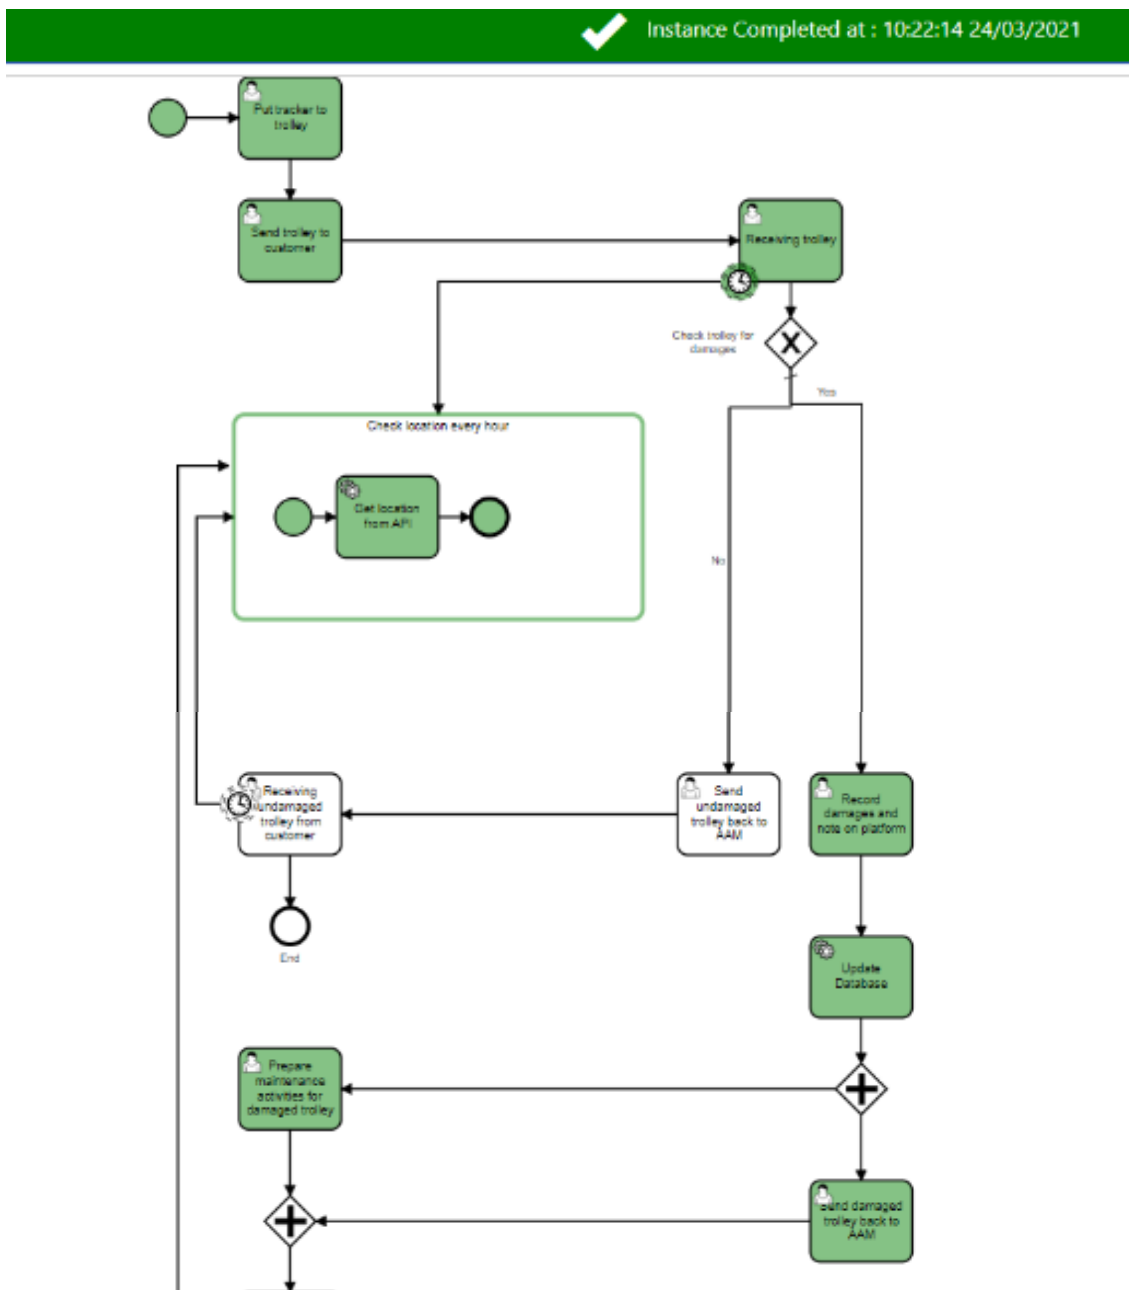 Instance Completed at : 10:22:14 24/03/2021
Put tracker to
trolley
Send trolley to
customer
Receiving trolley
Check trolley for
damages
Yes
Check location every hour
Get location
from API
No
Receiving
undamaged
trolley from
customer
Send
undamaged
trolley back to
AAM
Record
damages and
note on platform
End
Update
Database
Prepare
maintenance
activities for
damaged trolley
Send damaged
trolley back to
AAM